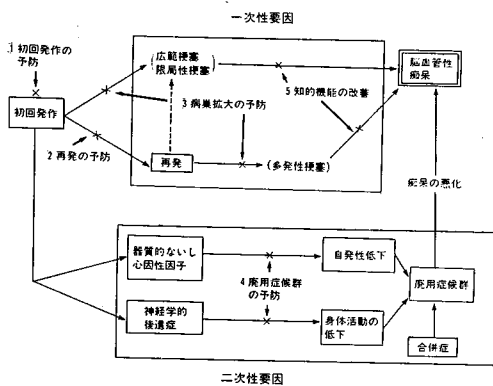 一次性要因
1 初回発作の
予防
初回発作
2 再発の予防
(広範梗塞
限局性梗塞)
3 病巣拡大の予防
5 知的機能の改善
再発
(多発性梗塞)
脳血管性
痴呆
痴呆の悪化
器質的ないし
心因性因子
4 廃用症候群
の予防
自発性低下
神経学的
後遺症
身体活動の
低下
廃用症候群
合併症
二次性要因